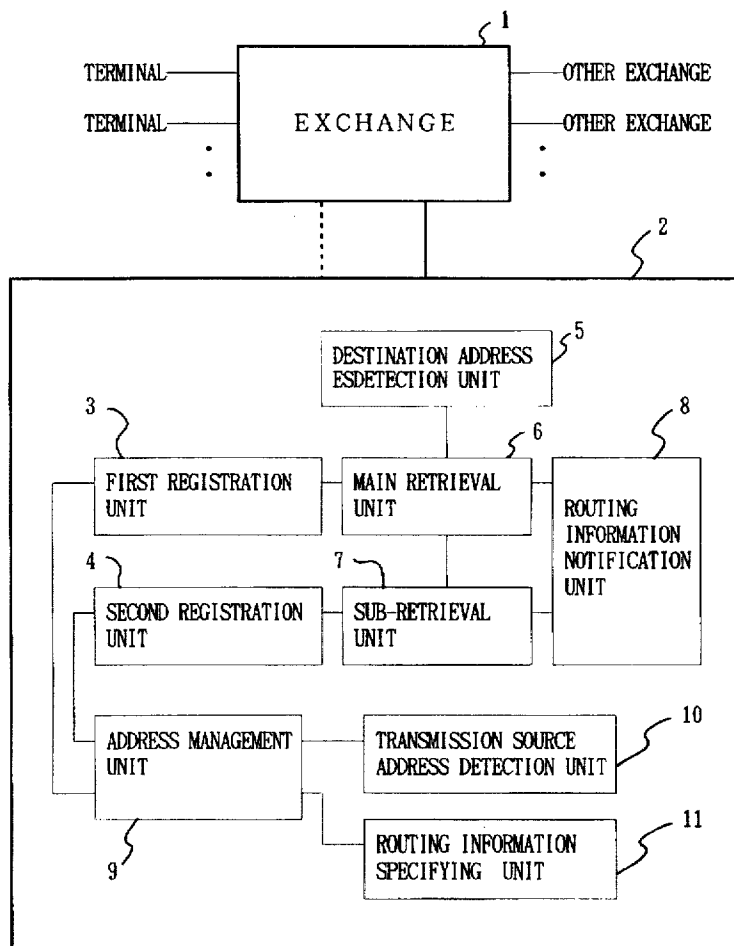 1
TERMINAL
OTHER EXCHANGE
EXCHANGE
TERMINAL
OTHER EXCHANGE
2
5
DESTINATION ADDRESS
ESDETECTION UNIT
3
6
8
FIRST REGISTRATION
UNIT
MAIN RETRIEVAL
UNIT
ROUTING
INFORMATION
NOTIFICATION
UNIT
4
7
SECOND REGISTRATION
UNIT
SUB-RETRIEVAL
UNIT
10
ADDRESS MANAGEMENT
UNIT
TRANSMISSION SOURCE
ADDRESS DETECTION UNIT
11
9
ROUTING INFORMATION
SPECIFYING UNIT